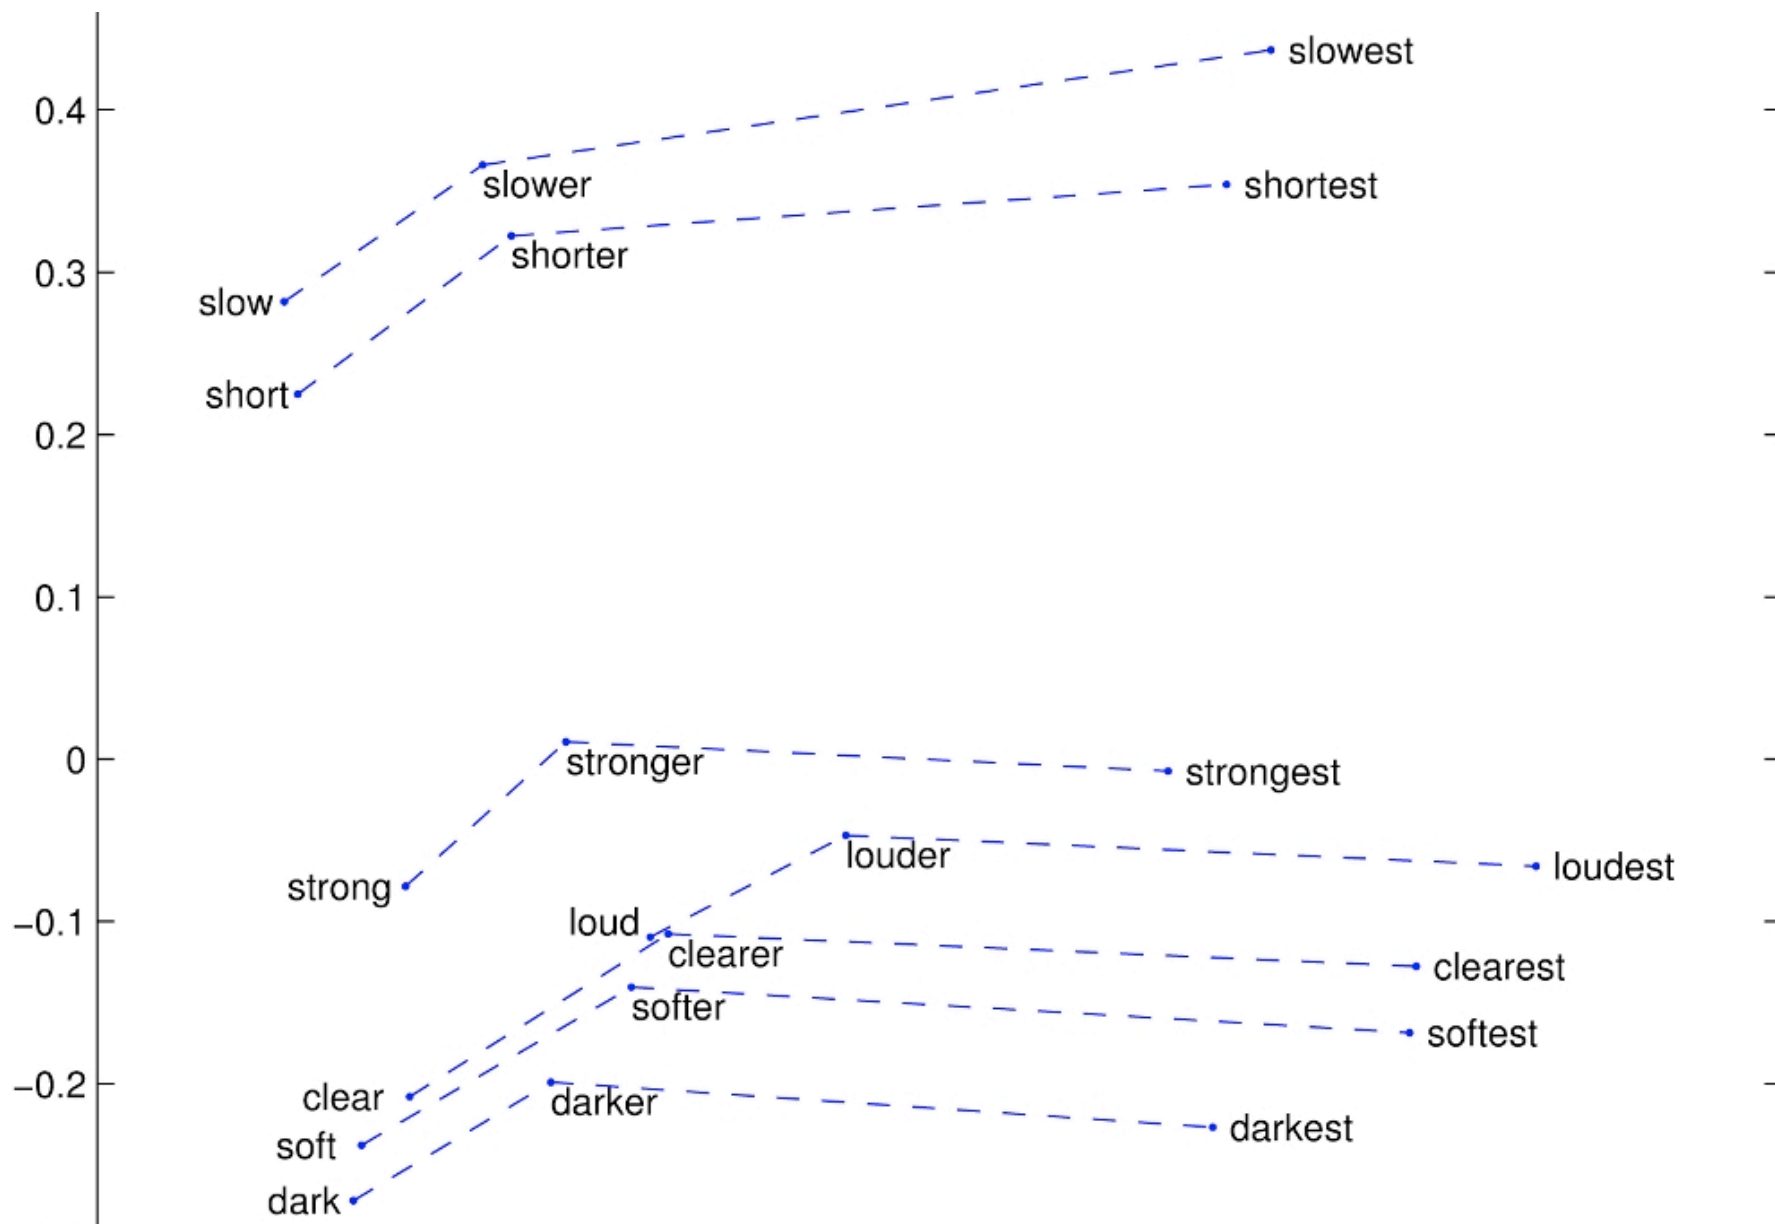 slowest
0.4
slower
shortest
shorter
0.3
slow
short
0.2
0.1
0
stronger
strongest
louder
loudest
strong
−0.1
loud
clearer
clearest
softer
softest
−0.2
clear
darker
darkest
soft
dark